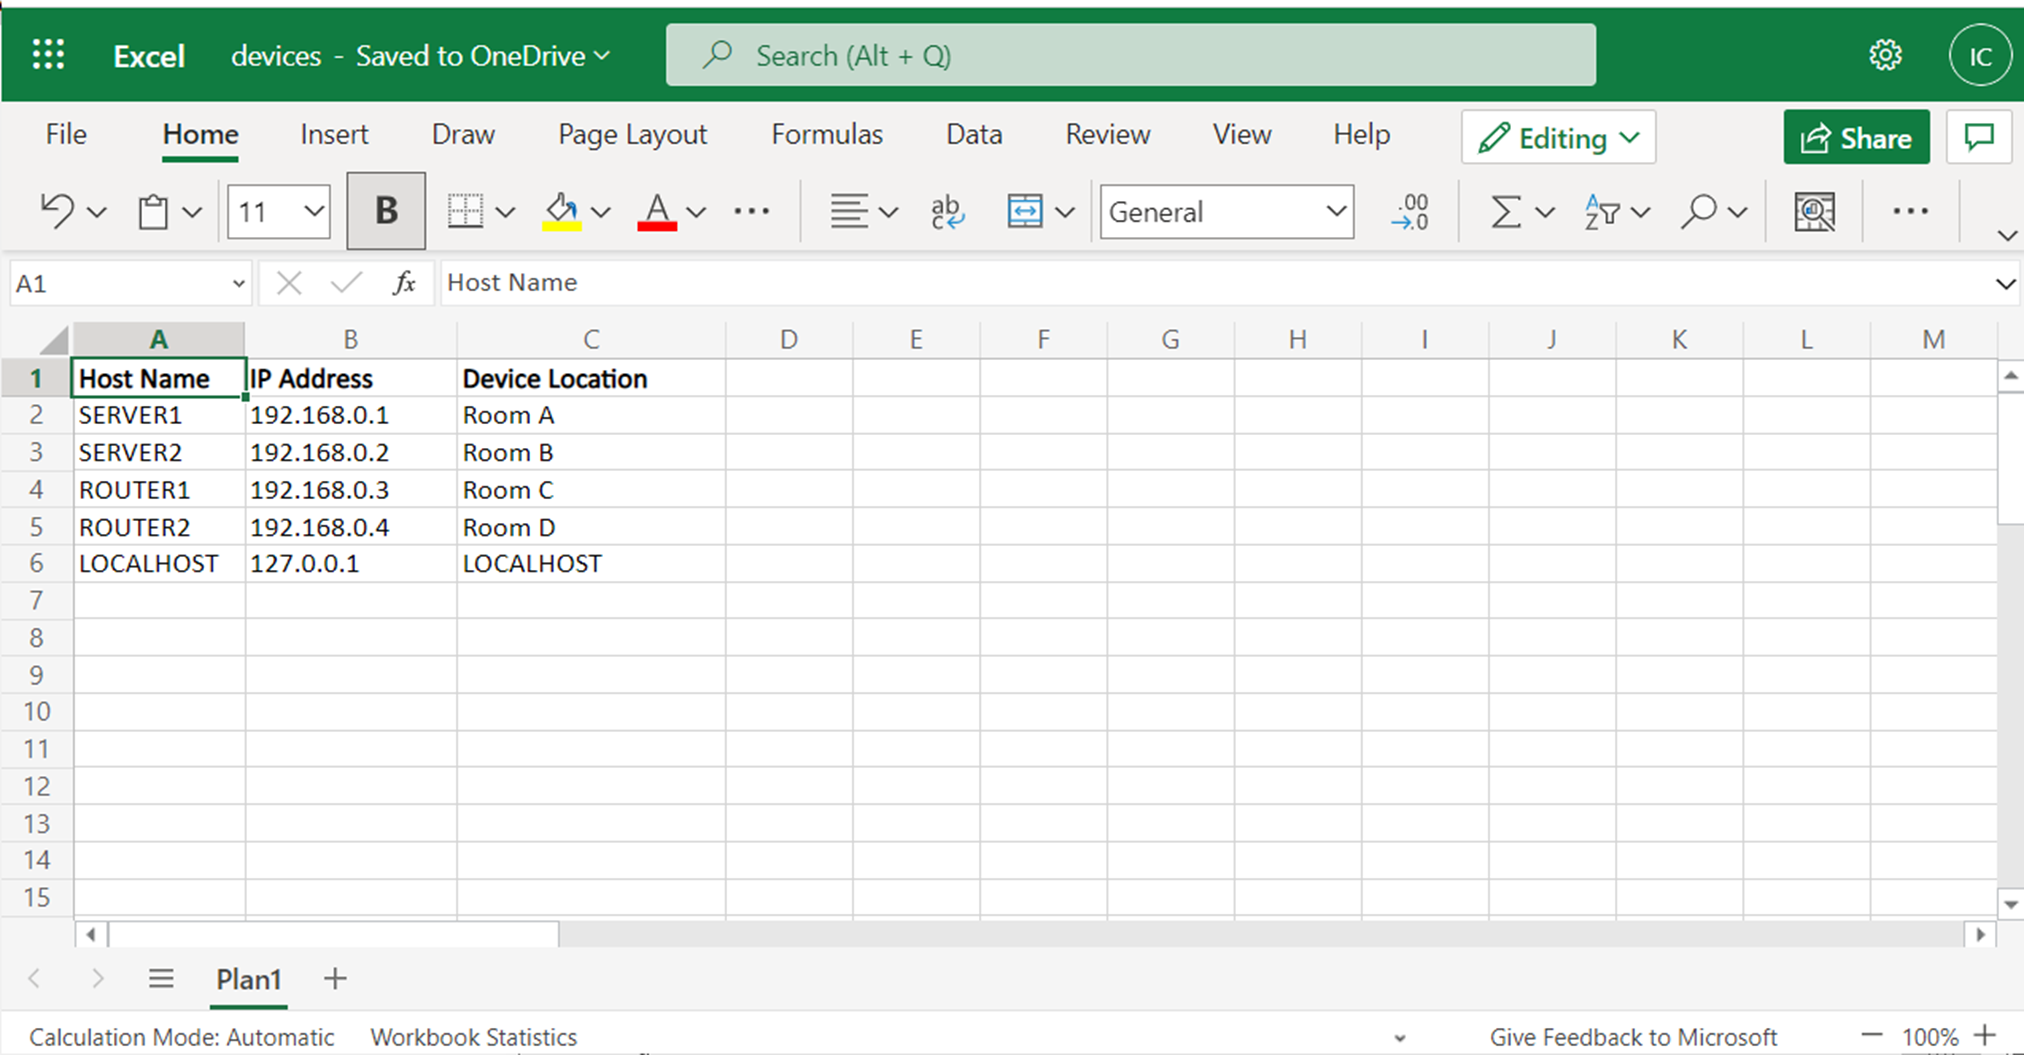 Excel devices - Saved to OneDrive Search (Alt + Q) IC
File Home Insert Draw Page Layout Formulas Data Review View Help Editing Share
11 B A ab c General .00 .0 Σ A Z ...
A1 fx Host Name
A B C D E F G H I J K L M
1 Host Name IP Address Device Location
2 SERVER1 192.168.0.1 Room A
3 SERVER2 192.168.0.2 Room B
4 ROUTER1 192.168.0.3 Room C
5 ROUTER2 192.168.0.4 Room D
6 LOCALHOST 127.0.0.1 LOCALHOST
7
8
9
10
11
12
13
14
15
Plan1
Calculation Mode: Automatic Workbook Statistics Give Feedback to Microsoft 100%